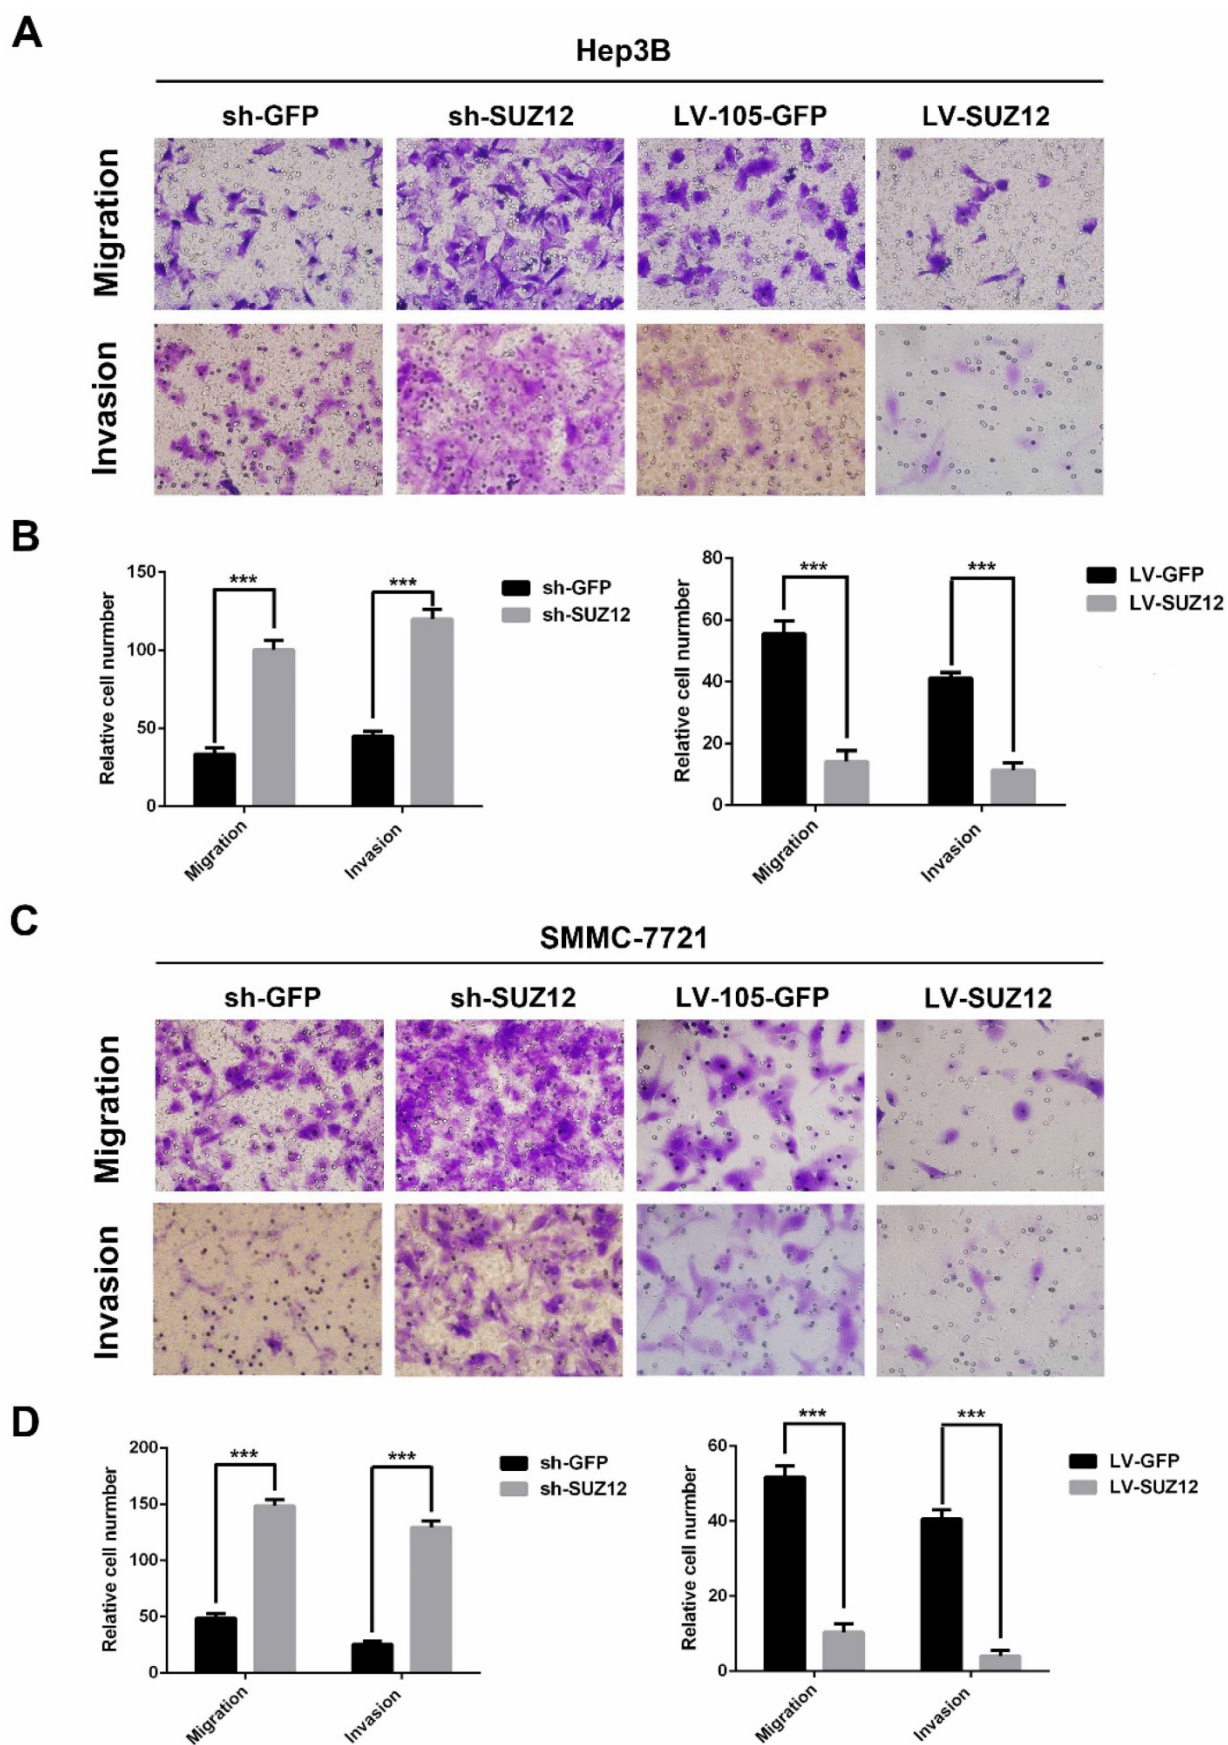 A
Hep3B
sh-GFP sh-SUZ12 LV-105-GFP LV-SUZ12
Migration
Invasion
B
150
100
50
0
Relative cell nurmber
*** ***
sh-GFP
sh-SUZ12
Migration Invasion
80
60
40
20
0
Relative cell nurmber
*** ***
LV-GFP
LV-SUZ12
Migration Invasion
C
SMMC-7721
sh-GFP sh-SUZ12 LV-105-GFP LV-SUZ12
Migration
Invasion
D
200
150
100
50
0
Relative cell nurmber
*** ***
sh-GFP
sh-SUZ12
Migration Invasion
60
40
20
0
Relative cell nurmber
*** ***
LV-GFP
LV-SUZ12
Migration Invasion